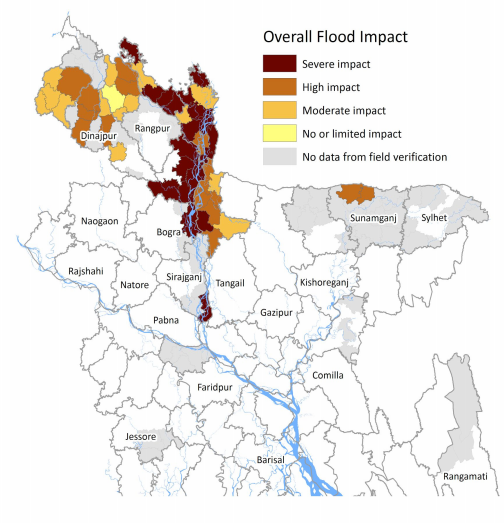 Overall Flood Impact
Severe impact
High impact
Moderate impact
No or limited impact
No data from field verification
Rangpur
Dinajpur
Sunamganj
Sylhet
Naogaon
Bogra
Rajshahi
Sirajganj
Tangail
Kishoreganj
Natore
Gazipur
Pabna
Comilla
Faridpur
Jessore
Barisal
Rangamati